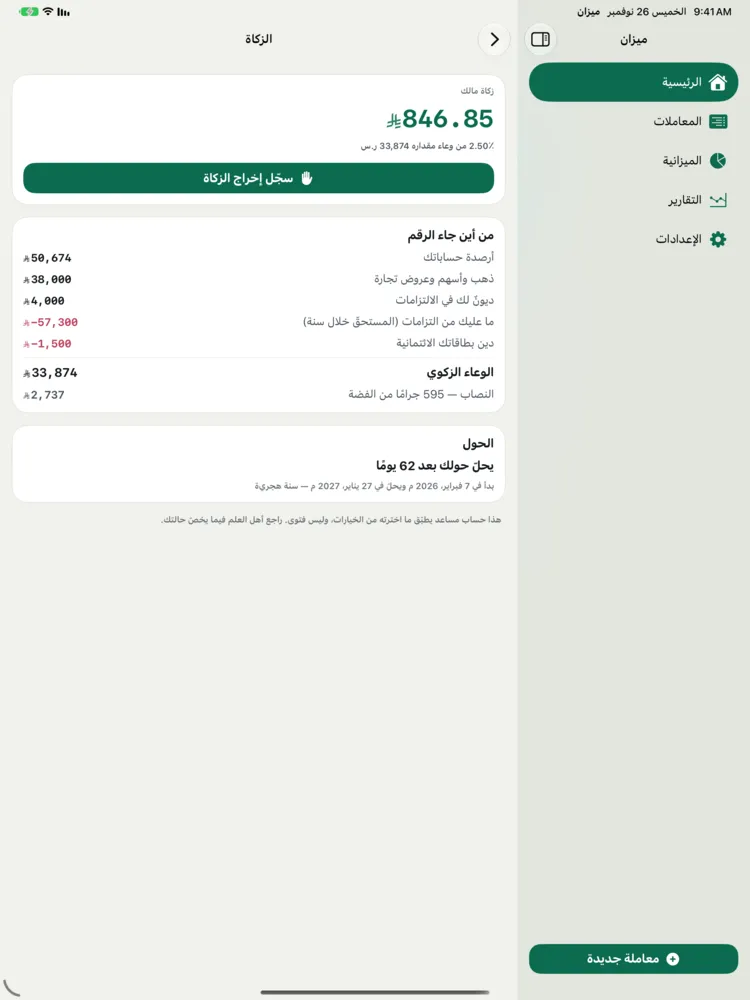 9:41 AM الخميس 26 نوفمبر ميزان
ميزان
الرئيسية
المعاملات
الميزانية
التقارير
الإعدادات
معاملة جديدة
الزكاة
زكاة مالك
846.85
2.50٪ من وعاء مقداره 33,874 ر.س
سجّل إخراج الزكاة
من أين جاء الرقم
أرصدة حساباتك 50,674
ذهب وأسهم وعروض تجارة 38,000
ديونٌ لك في الالتزامات 4,000
ما عليك من التزامات (المستحقّ خلال سنة) −57,300
دين بطاقاتك الائتمانية −1,500
الوعاء الزكوي 33,874
النصاب — 595 جرامًا من الفضة 2,737
الحول
يحلّ حولك بعد 62 يومًا
بدأ في 7 فبراير، 2026 م ويحلّ في 27 يناير، 2027 م — سنة هجرية
هذا حساب مساعد يطبّق ما اخترته من الخيارات، وليس فتوى. راجع أهل العلم فيما يخصّ حالتك.